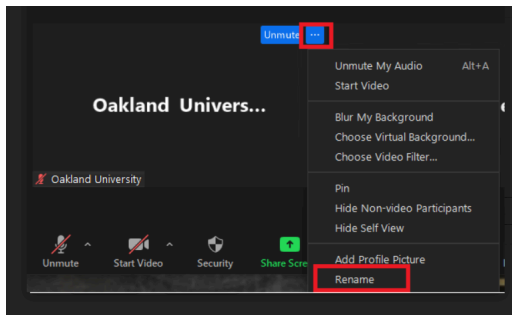 Unmute ...
Unmute My Audio Alt+A
Start Video
Oakland Univers...
Blur My Background
Choose Virtual Background...
Choose Video Filter...
Oakland University
Pin
Hide Non-video Participants
Hide Self View
Unmute
Start Video
Security
Share Scre
Add Profile Picture
Rename